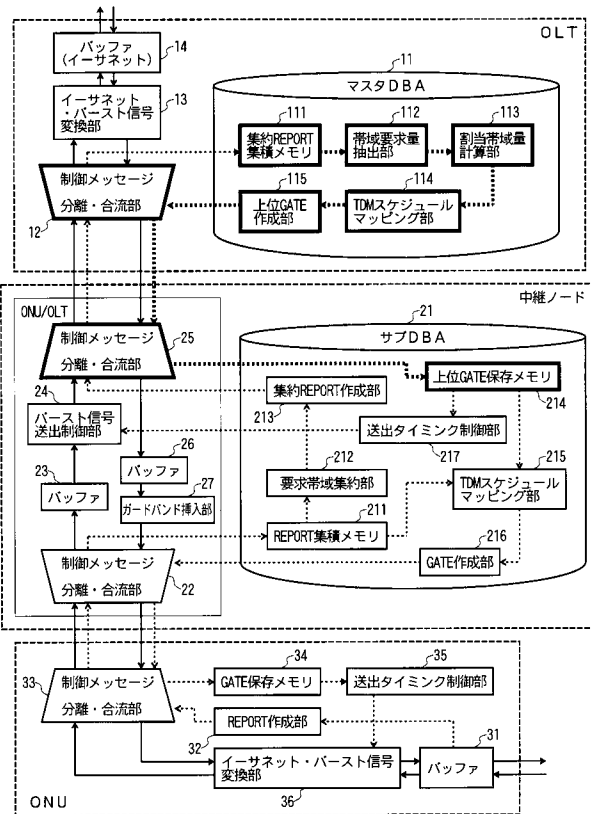 OLT
バッファ
(イーサネット)
14
イーサネット
・バースト信号
変換部
13
11
マスタDBA
111
集約REPORT
集積メモリ
112
帯域要求量
抽出部
113
割当帯域量
計算部
制御メッセージ
分離・合流部
12
115
上位GATE
作成部
114
TDMスケジュール
マッピング部
中継ノード
ONU/OLT
制御メッセージ
分離・合流部
25
21
サブDBA
上位GATE保存メモリ
214
24
バースト信号
送出制御部
集約REPORT作成部
213
送出タイミング制御部
217
26
バッファ
23
バッファ
27
ガードバンド挿入部
212
要求帯域集約部
215
TDMスケジュール
マッピング部
211
REPORT集積メモリ
216
GATE作成部
制御メッセージ
分離・合流部
22
33
制御メッセージ
分離・合流部
34
GATE保存メモリ
35
送出タイミング制御部
REPORT作成部
32
31
イーサネット・バースト信号
変換部
36
バッファ
ONU